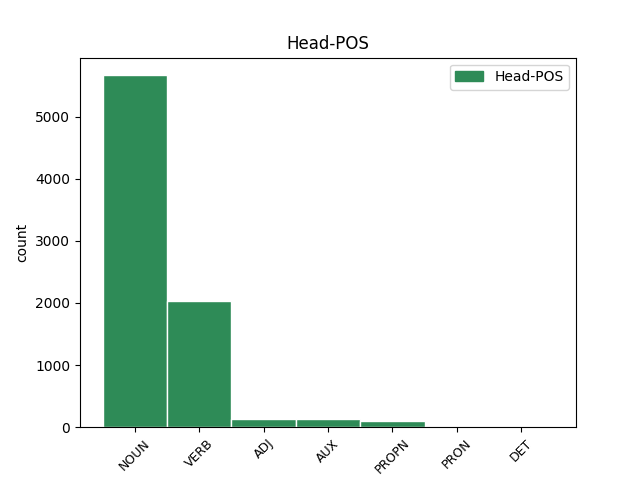 Head-POS
Head-POS
5000
4000
3000
2000
1000
0
count
NOUN
VERB
ADJ
AUX
PROPN
PRON
DET